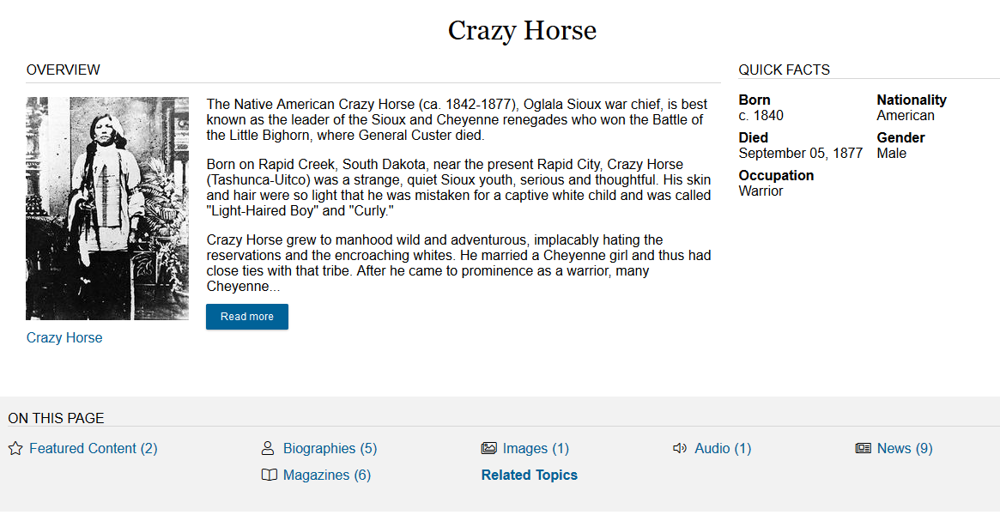 Crazy Horse
OVERVIEW
The Native American Crazy Horse (ca. 1842-1877), Oglala Sioux war chief, is best
known as the leader of the Sioux and Cheyenne renegades who won the Battle of
the Little Bighorn, where General Custer died.
Born on Rapid Creek, South Dakota, near the present Rapid City, Crazy Horse
(Tashunca-Uitco) was a strange, quiet Sioux youth, serious and thoughtful. His skin
and hair were so light that he was mistaken for a captive white child and was called
"Light-Haired Boy" and "Curly."
Crazy Horse grew to manhood wild and adventurous, implacably hating the
reservations and the encroaching whites. He married a Cheyenne girl and thus had
close ties with that tribe. After he came to prominence as a warrior, many
Cheyenne...
Read more
Crazy Horse
QUICK FACTS
Born
c. 1840
Nationality
American
Died
September 05, 1877
Gender
Male
Occupation
Warrior
ON THIS PAGE
Featured Content (2)
Biographies (5)
Images (1)
Audio (1)
News (9)
Magazines (6)
Related Topics